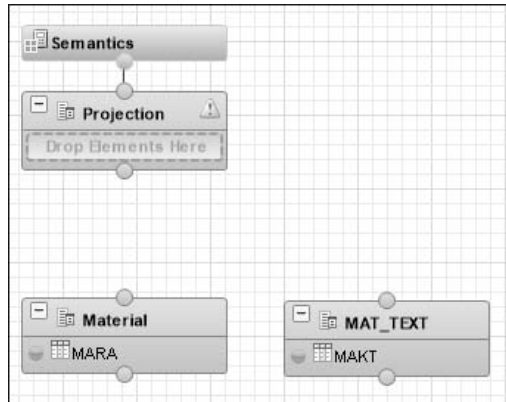 Semantics
Projection
Drop Elements Here
Material
MARA
MAT_TEXT
MAKT